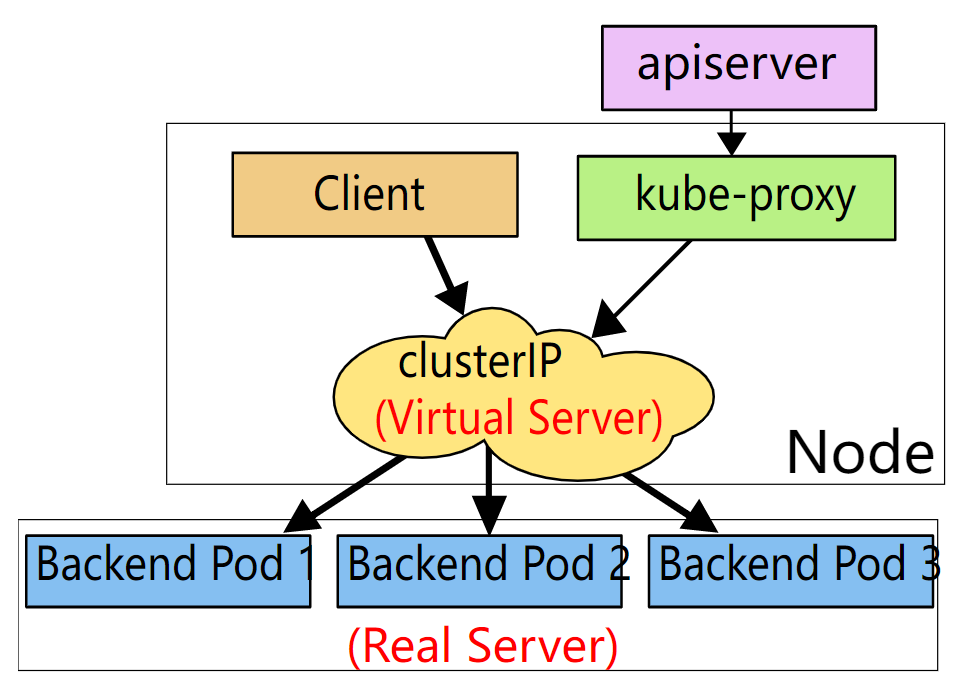 apiserver
Client
kube-proxy
clusterIP
(Virtual Server)
Node
Backend Pod 1
Backend Pod 2
Backend Pod 3
(Real Server)